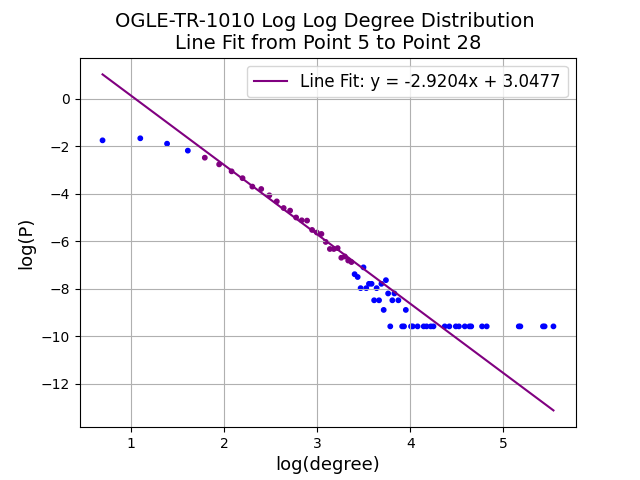 OGLE-TR-1010 Log Log Degree Distribution
Line Fit from Point 5 to Point 28
Line Fit: y = -2.9204x + 3.0477
log(P)
0
−2
−4
−6
−8
−10
−12
1 2 3 4 5
log(degree)